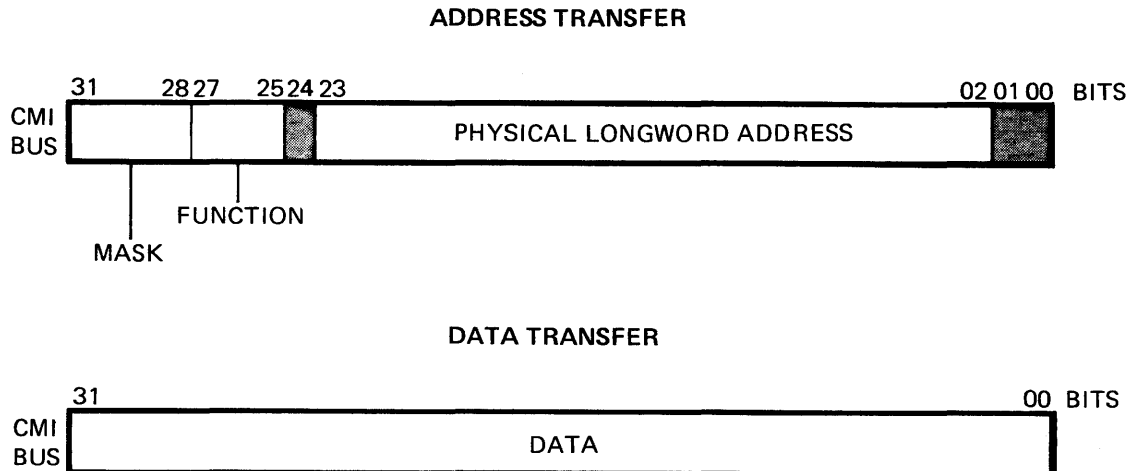 ADDRESS TRANSFER
31 28 27 25 24 23 02 01 00 BITS
CMI
BUS
PHYSICAL LONGWORD ADDRESS
FUNCTION
MASK
DATA TRANSFER
31 00 BITS
CMI
BUS
DATA